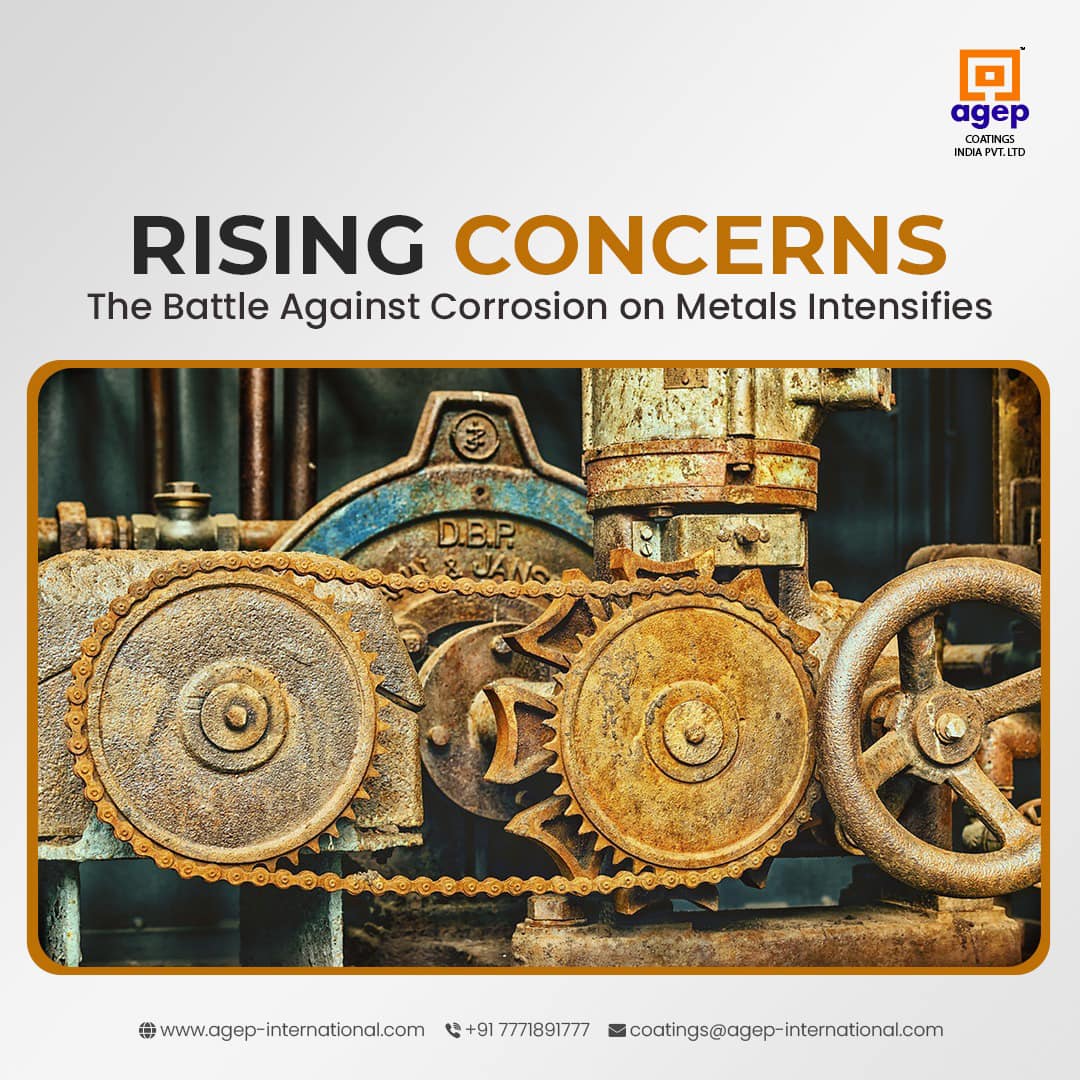 ™
agep
COATINGS
INDIA PVT. LTD
RISING CONCERNS
The Battle Against Corrosion on Metals Intensifies
D.B.P.
& JANS
www.agep-international.com +91 7771891777 coatings@agep-international.com